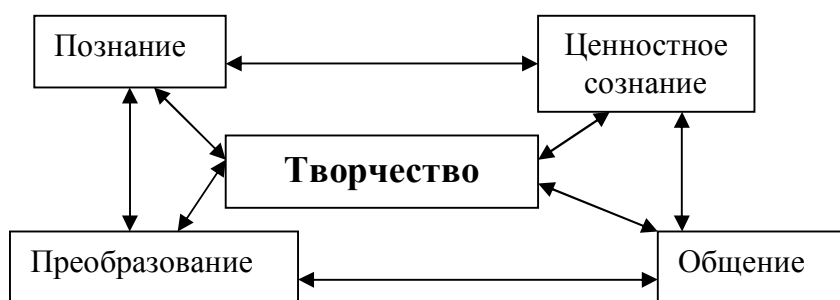 Познание
Ценностное
сознание
Творчество
Преобразование
Общение